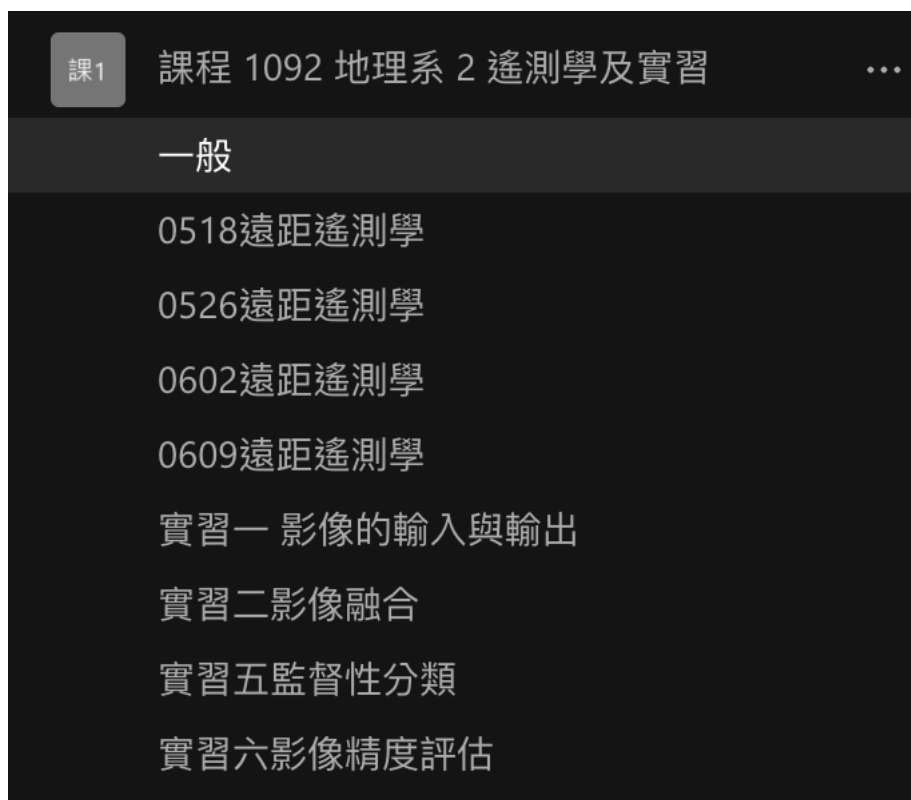 課1
課程 1092 地理系 2 遙測學及實習
一般
0518遠距遙測學
0526遠距遙測學
0602遠距遙測學
0609遠距遙測學
實習一 影像的輸入與輸出
實習二影像融合
實習五監督性分類
實習六影像精度評估